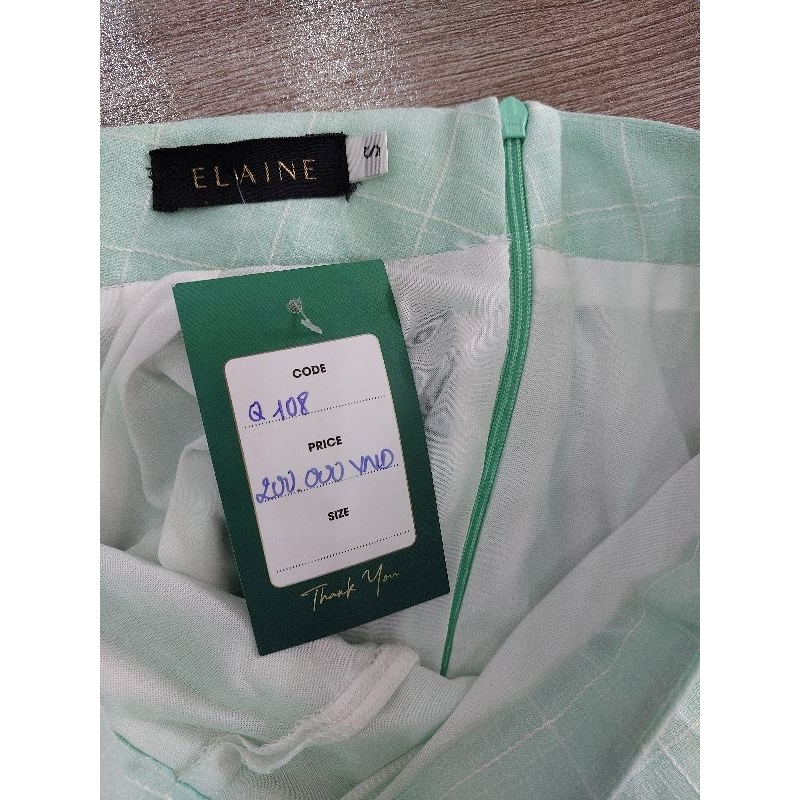 ELAINE
S
CODE
Q 108
PRICE
200.000 VND
SIZE
Thank You